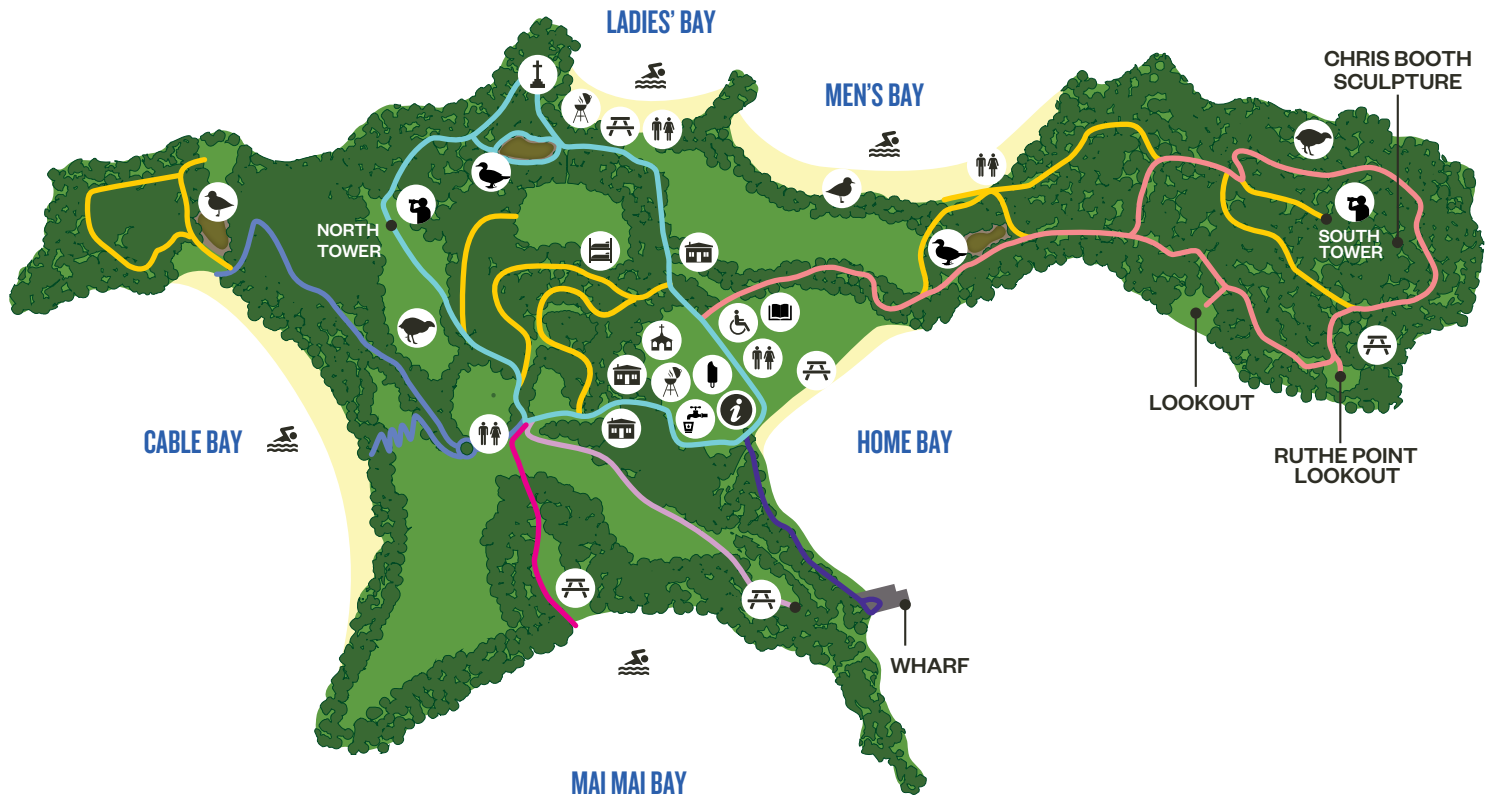 LADIES' BAY
CHRIS BOOTH
SCULPTURE
MEN'S BAY
NORTH
TOWER
SOUTH
TOWER
i
LOOKOUT
CABLE BAY
HOME BAY
RUTHE POINT
LOOKOUT
WHARF
MAI MAI BAY